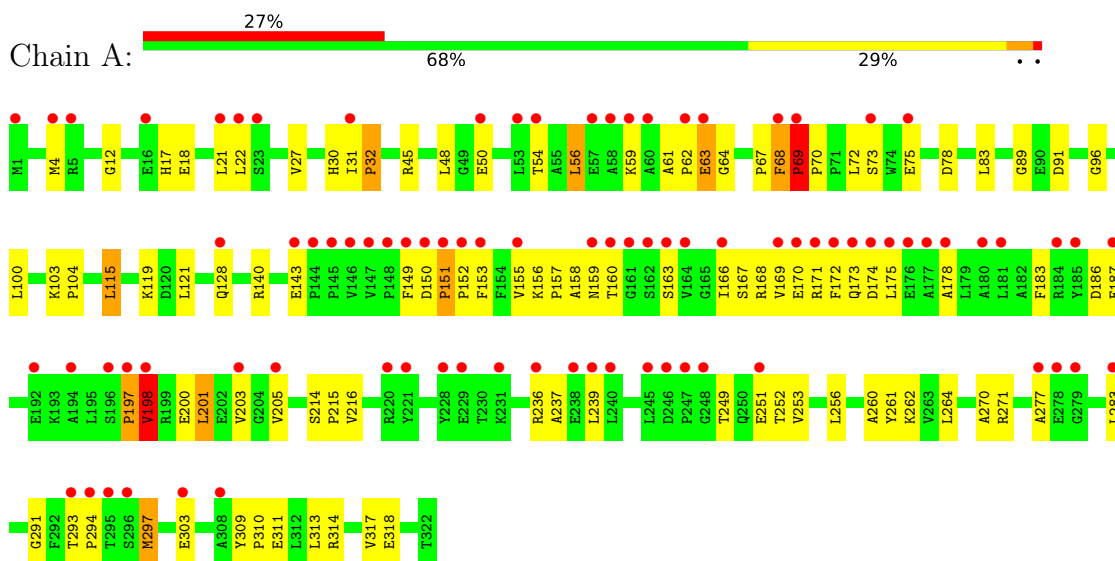 27%
Chain A:
68% 29% • •
M1 M4 R5 G12 E16 H17 E18 L21 L22 S23 V27 H30 I31 P32 R45 L48 G49 E50 L53 T54 A55 L56 E57 A58 K59 A60 A61 P62 E63 G64 P67 F68 P69 P70 P71 L72 S73 W74 E75 D78 L83 G89 E90 D91 G96
L100 K103 P104 L115 K119 D120 L121 Q128 R140 E143 P144 P145 V146 V147 P148 F149 D150 P151 P152 F153 F154 V155 K156 P157 A158 N159 T160 G161 S162 S163 V164 G165 I166 S167 R168 V169 E170 R171 F172 Q173 D174 L175 E176 A177 A178 L179 A180 L181 A182 F183 R184 Y185 D186
E192 K193 A194 L195 S196 P197 V198 R199 E200 L201 E202 V203 G204 V205 S214 P215 V216 R220 Y221 Y228 E229 T230 K231 R236 A237 E238 L239 L240 L245 D246 P247 G248 T249 Q250 E251 T252 V253 L256 A260 Y261 K262 V263 L264 A270 R271 A277 E278 G279
G291 F292 T293 P294 T295 S296 M297 E303 A308 Y309 P310 E311 L312 L313 R314 V317 E318 T322